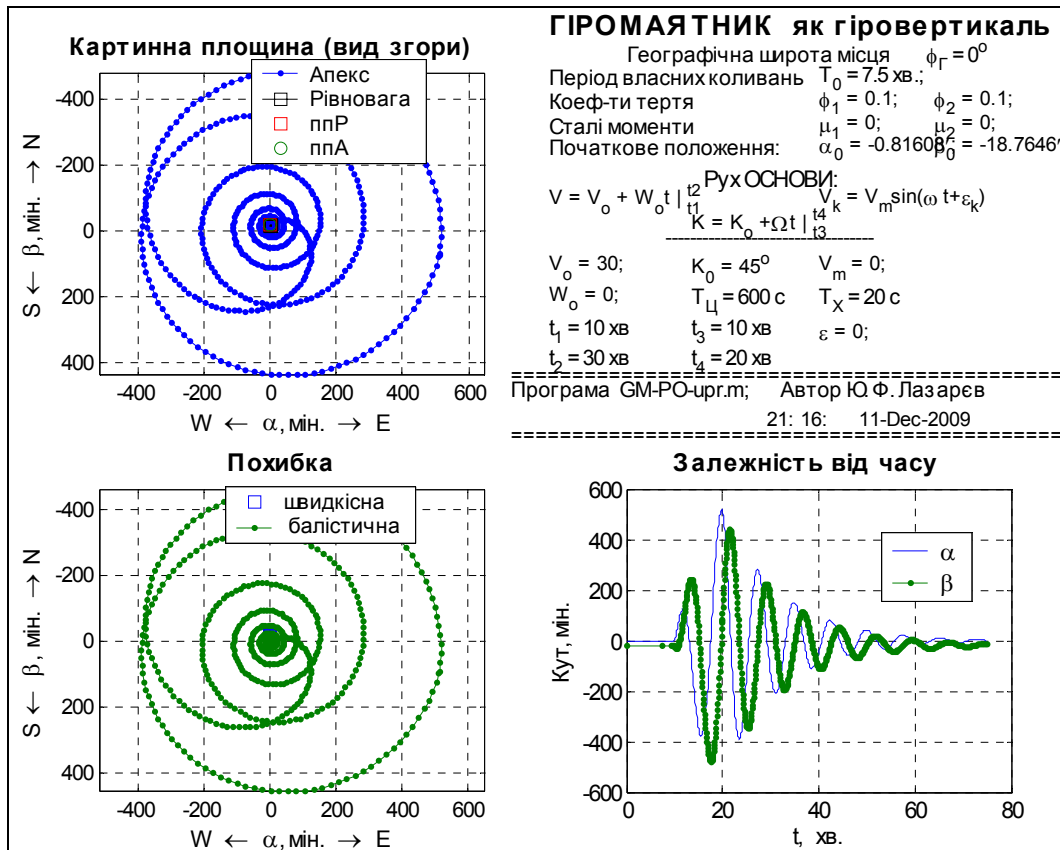 Картинна площина (вид згори)
Апекс
Рівновага
ппР
ппА
-400
-200
0
200
400
S ← β, мін. → N
-400 -200 0 200 400 600
W ← α, мін. → E
ГІРОМАЯТНИК як гіровертикаль
Географічна широта місця ϕГ = 0°
Період власних коливань T0 = 7.5 хв.;
Коеф-ти тертя ϕ1 = 0.1; ϕ2 = 0.1;
Сталі моменти μ1 = 0; μ2 = 0;
Початкове положення: α0 = -0.81608 β0 = -18.7646
Рух ОСНОВИ:
V = Vo + Wo t |t1 t2 Vk = Vm sin(ω t+εk)
K = Ko +Ωt |t3 t4
------------------------------
Vo = 30; K0 = 45° Vm = 0;
Wo = 0; TЦ = 600 с TX = 20 с
t1 = 10 хв t3 = 10 хв ε = 0;
t2 = 30 хв t4 = 20 хв
Програма GM-PO-upr.m; Автор Ю.Ф.Лазарєв
21: 16: 11-Dec-2009
Похибка
швидкісна
балістична
-400
-200
0
200
400
S ← β, мін. → N
-400 -200 0 200 400 600
W ← α, мін. → E
Залежність від часу
α
β
600
400
200
0
-200
-400
-600
Кут, мін.
0 20 40 60 80
t, хв.